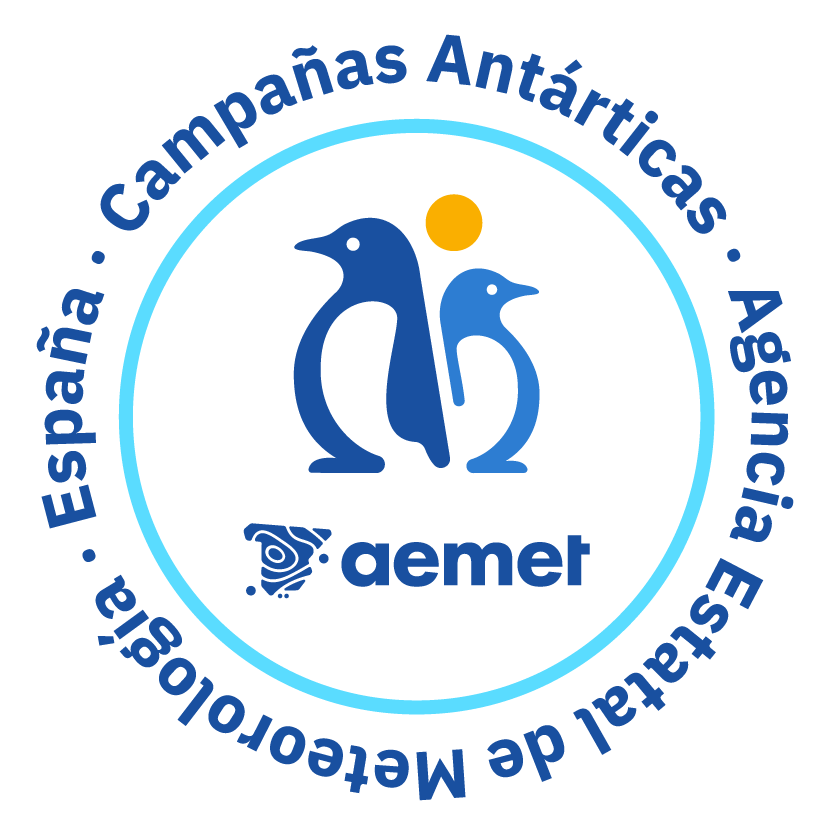 Campañas Antárticas · Agencia Estatal de Meteorología · España ·
aemet